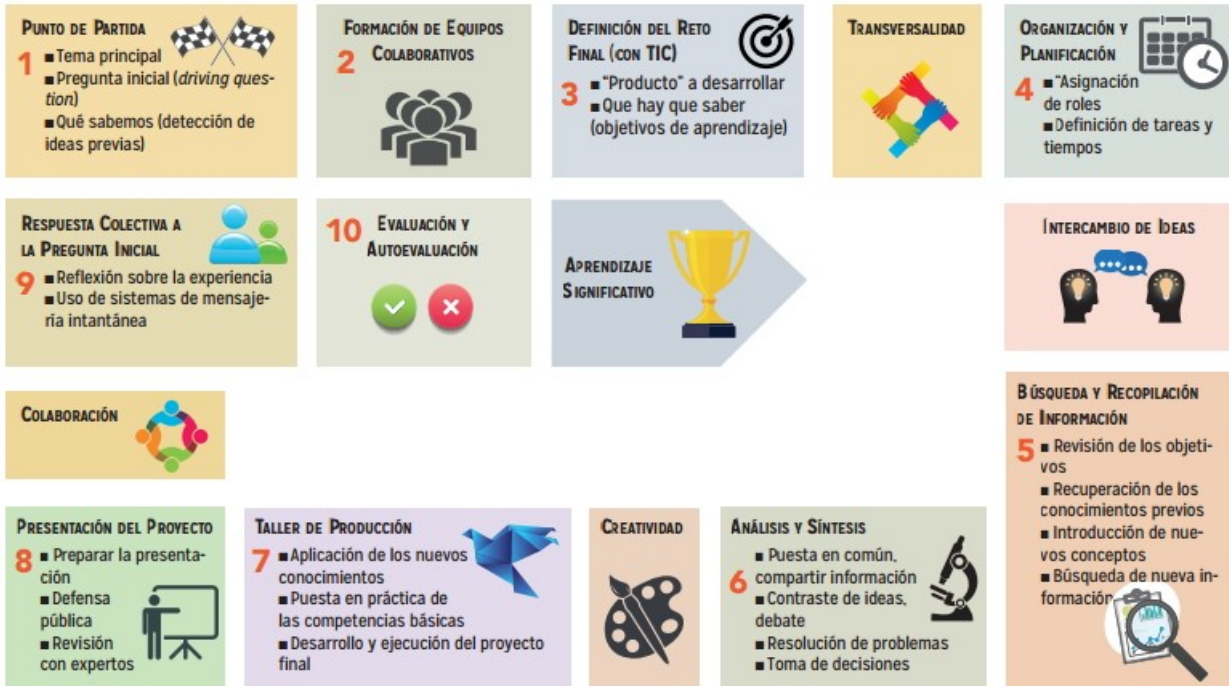 PUNTO DE PARTIDA
1
■ Tema principal
■ Pregunta inicial (driving ques-
tion)
■ Qué sabemos (detección de
ideas previas)
FORMACIÓN DE EQUIPOS
COLABORATIVOS
2
DEFINICIÓN DEL RETO
FINAL (CON TIC)
3
■ "Producto" a desarrollar
■ Que hay que saber
(objetivos de aprendizaje)
TRANSVERSALIDAD
ORGANIZACIÓN Y
PLANIFICACIÓN
4
■ "Asignación
de roles
■ Definición de tareas y
tiempos
RESPUESTA COLECTIVA A
LA PREGUNTA INICIAL
9
■ Reflexión sobre la experiencia
■ Uso de sistemas de mensaje-
ría intantánea
10
EVALUACIÓN Y
AUTOEVALUACIÓN
APRENDIZAJE
SIGNIFICATIVO
INTERCAMBIO DE IDEAS
COLABORACIÓN
BÚSQUEDA Y RECOPILACIÓN
DE INFORMACIÓN
5
■ Revisión de los objeti-
vos
■ Recuperación de los
conocimientos previos
■ Introducción de nue-
vos conceptos
■ Búsqueda de nueva in-
formación
PRESENTACIÓN DEL PROYECTO
8
■ Preparar la presenta-
ción
■ Defensa
pública
■ Revisión
con expertos
TALLER DE PRODUCCIÓN
7
■ Aplicación de los nuevos
conocimientos
■ Puesta en práctica de
las competencias básicas
■ Desarrollo y ejecución del proyecto
final
CREATIVIDAD
ANÁLISIS Y SÍNTESIS
6
■ Puesta en común,
compartir información
■ Contraste de ideas,
debate
■ Resolución de problemas
■ Toma de decisiones